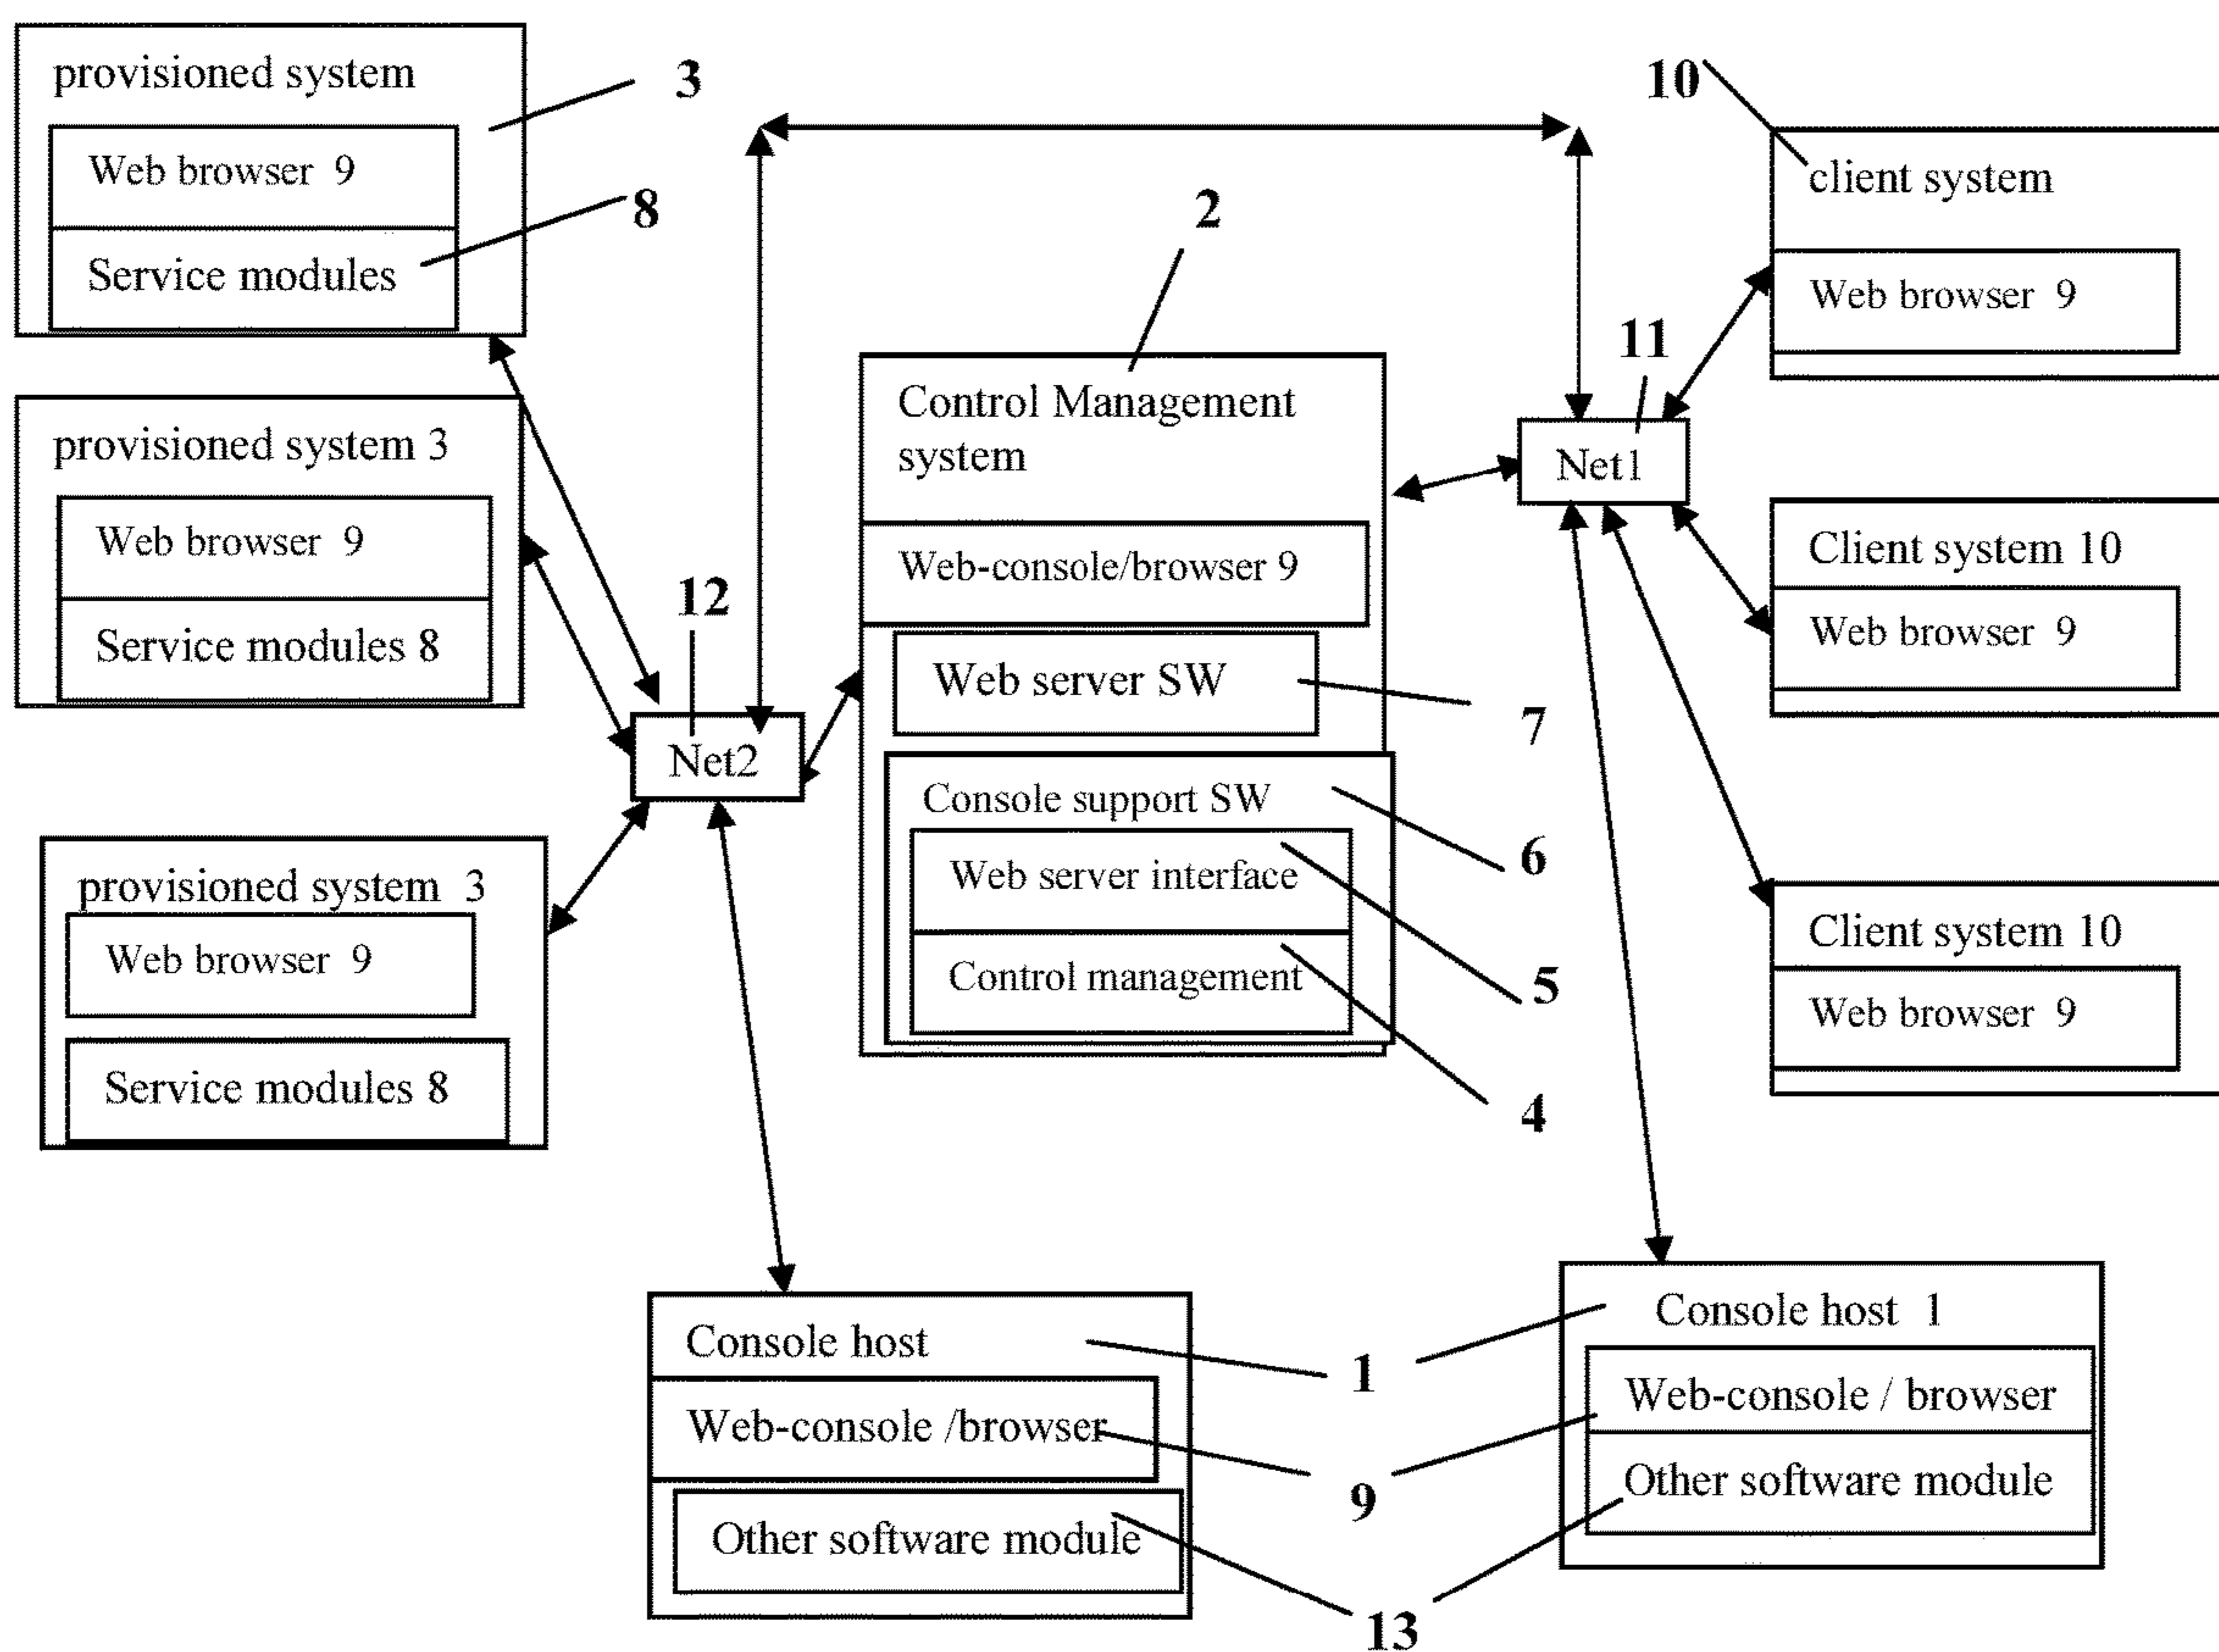 provisioned system
3
Web browser 9
8
Service modules
provisioned system 3
Web browser 9
Service modules 8
provisioned system 3
Web browser 9
Service modules 8
12
Net2
2
Control Management
system
Web-console/browser 9
Web server SW
7
Console support SW
6
Web server interface
5
Control management
4
11
Net1
10
client system
Web browser 9
Client system 10
Web browser 9
Client system 10
Web browser 9
Console host
1
Web-console /browser
9
Other software module
13
Console host 1
Web-console / browser
Other software module